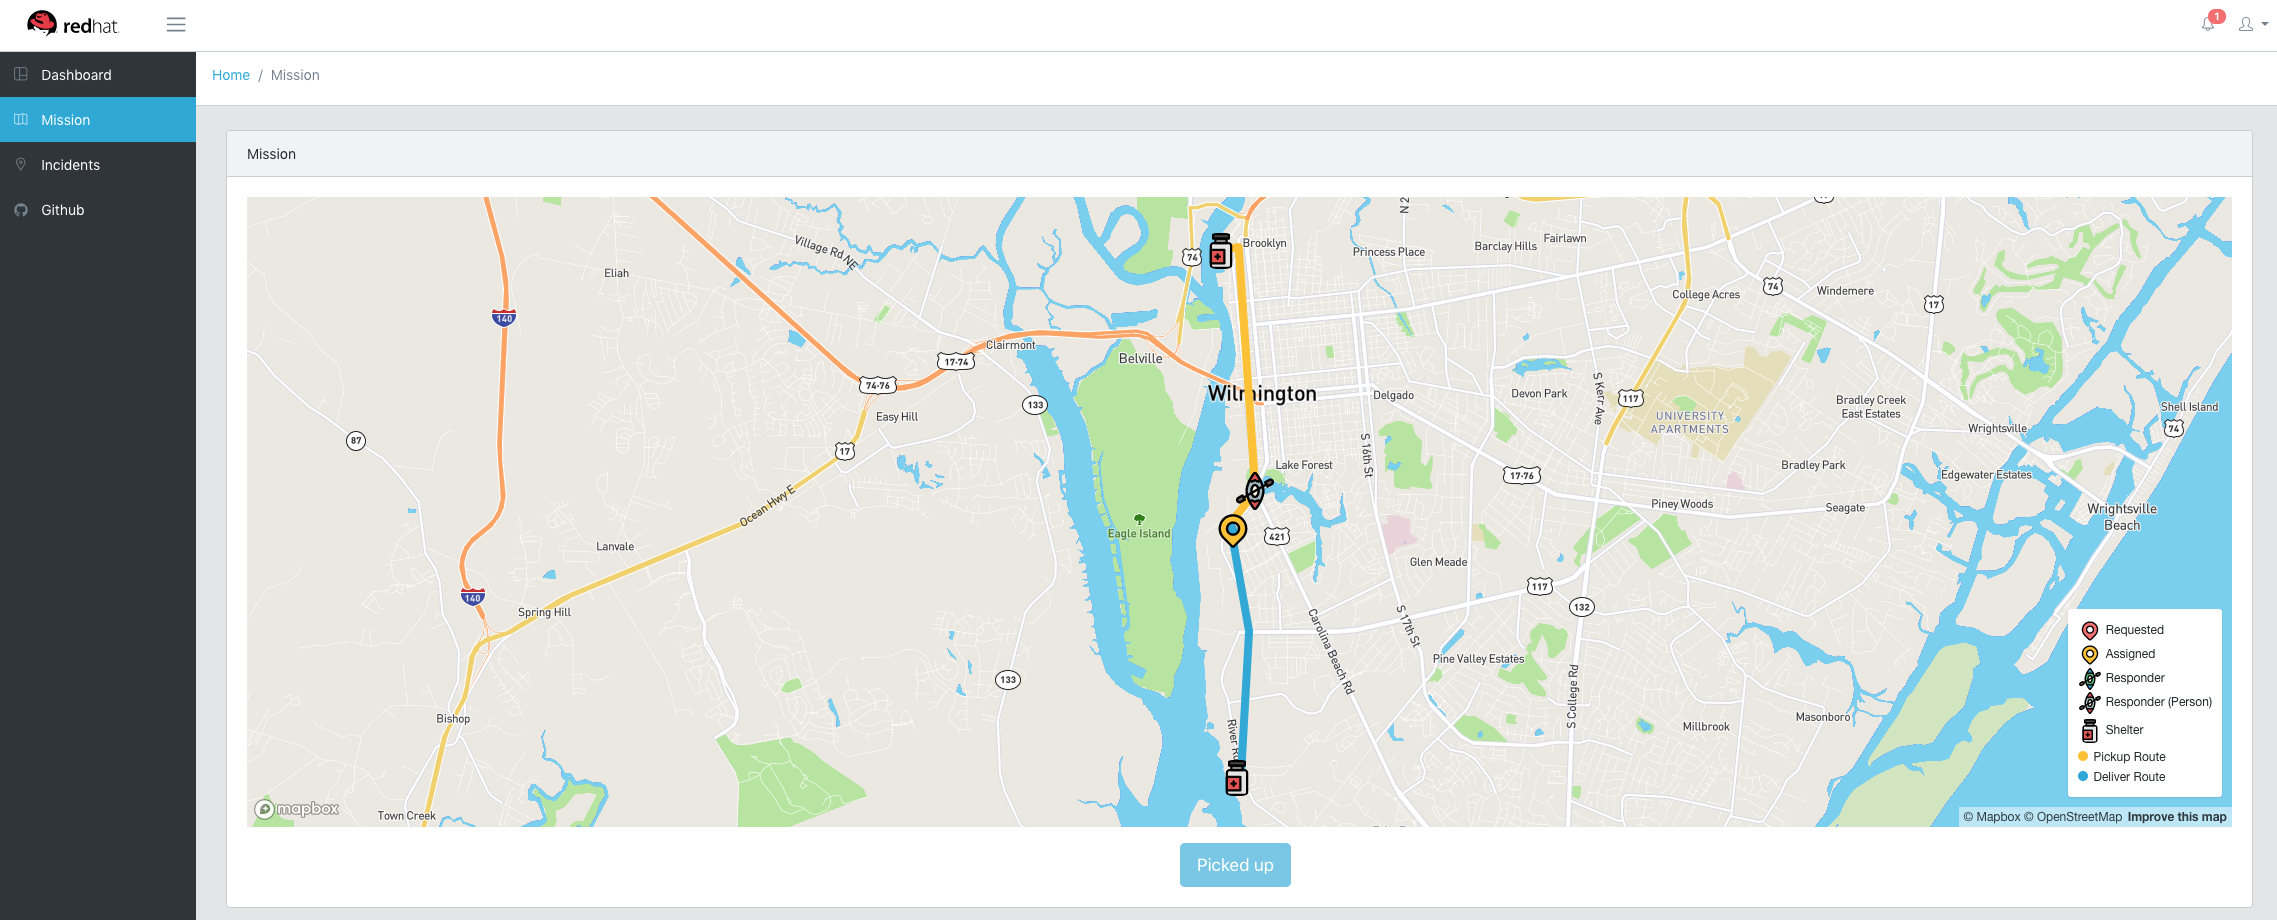 redhat.
1
Dashboard
Mission
Incidents
Github
Home / Mission
Mission
N 2
74
Brooklyn
Village Rd NE
Eliah
Princess Place
Barclay Hills
Fairlawn
College Acres
74
Windemere
17
140
Clairmont
17-74
Belville
74-76
Wilmington
133
Easy Hill
Delgado
Devon Park
S Kerr Ave
117
UNIVERSITY
APARTMENTS
Bradley Creek
East Estates
Shell Island
74
Wrightsville
87
17
S 16th St
Lake Forest
17-76
Bradley Park
Edgewater Estates
Ocean Hwy E
Piney Woods
Seagate
Wrightsville
Beach
Eagle Island
421
Lanvale
Glen Meade
117
140
Spring Hill
132
Carolina Beach Rd
S 17th St
Pine Valley Estates
133
S College Rd
Bishop
River R
Millbrook
Masonboro
Town Creek
mapbox
Requested
Assigned
Responder
Responder (Person)
Shelter
Pickup Route
Deliver Route
© Mapbox © OpenStreetMap Improve this map
Picked up